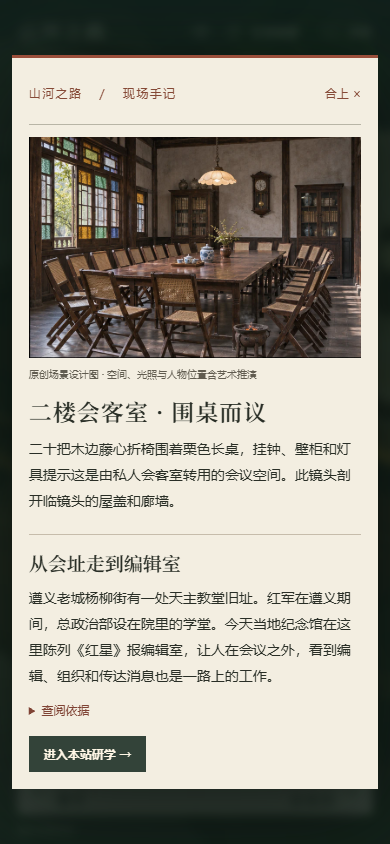 山河之路 / 现场手记
合上 ×
原创场景设计图 · 空间、光照与人物位置含艺术推演
二楼会客室 · 围桌而议
二十把木边藤心折椅围着栗色长桌，挂钟、壁柜和灯
具提示这是由私人会客室转用的会议空间。此镜头剖
开临镜头的屋盖和廊墙。
从会址走到编辑室
遵义老城杨柳街有一处天主教堂旧址。红军在遵义期
间，总政治部设在院里的学堂。今天当地纪念馆在这
里陈列《红星》报编辑室，让人在会议之外，看到编
辑、组织和传达消息也是一路上的工作。
▶ 查阅依据
进入本站研学 →